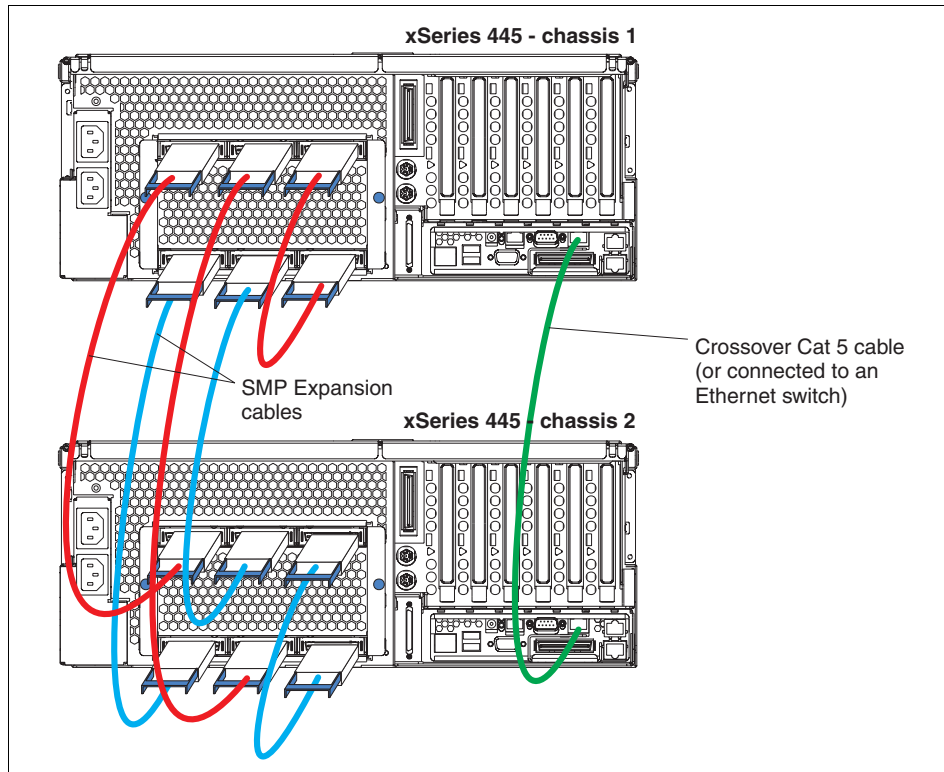 xSeries 445 - chassis 1
SMP Expansion
cables
Crossover Cat 5 cable
(or connected to an
Ethernet switch)
xSeries 445 - chassis 2